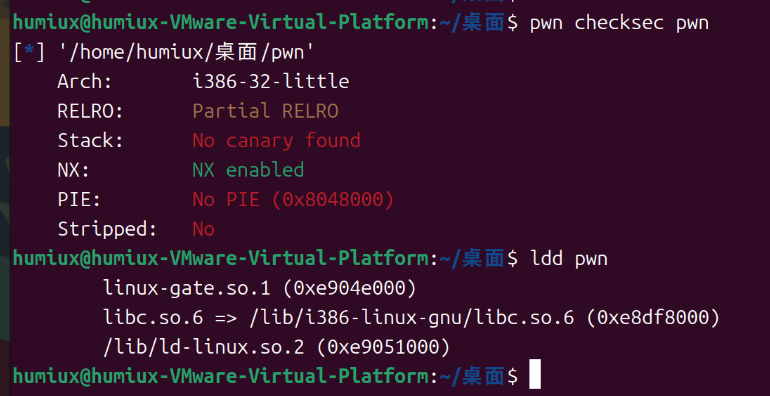 humiux@humiux-VMware-Virtual-Platform:~/桌面$ pwn checksec pwn
[*] '/home/humiux/桌面/pwn'
    Arch:       i386-32-little
    RELRO:      Partial RELRO
    Stack:      No canary found
    NX:         NX enabled
    PIE:        No PIE (0x8048000)
    Stripped:   No
humiux@humiux-VMware-Virtual-Platform:~/桌面$ ldd pwn
        linux-gate.so.1 (0xe904e000)
        libc.so.6 => /lib/i386-linux-gnu/libc.so.6 (0xe8df8000)
        /lib/ld-linux.so.2 (0xe9051000)
humiux@humiux-VMware-Virtual-Platform:~/桌面$